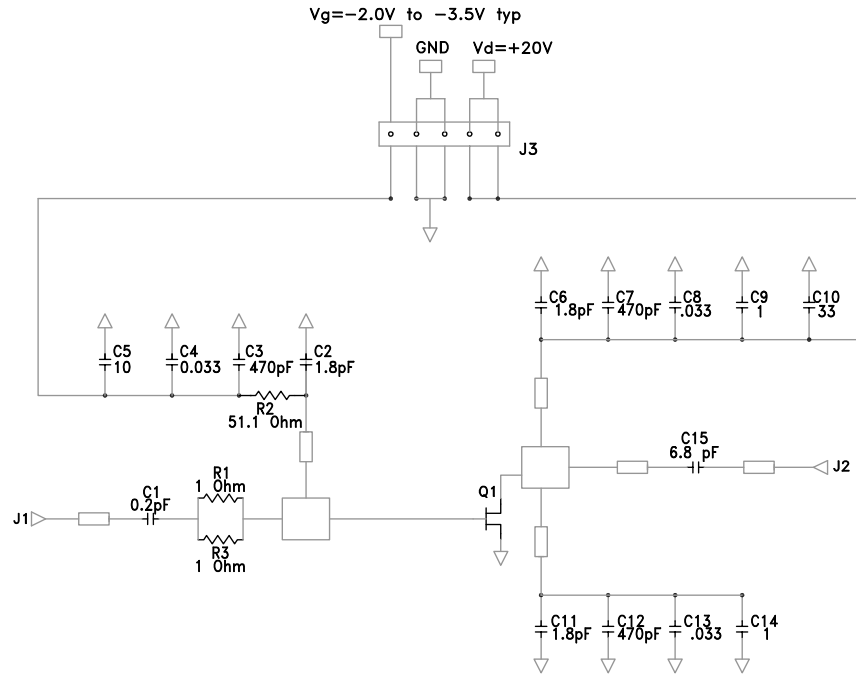 Vg=-2.0V to -3.5V typ
GND
Vd=+20V
J3
C6
1.8pF
C7
470pF
C8
.033
C9
1
C10
33
C5
10
C4
0.033
C3
470pF
C2
1.8pF
R2
51.1 Ohm
C15
6.8 pF
J2
R1
1 Ohm
Q1
C1
0.2pF
J1
R3
1 Ohm
C11
1.8pF
C12
470pF
C13
.033
C14
1